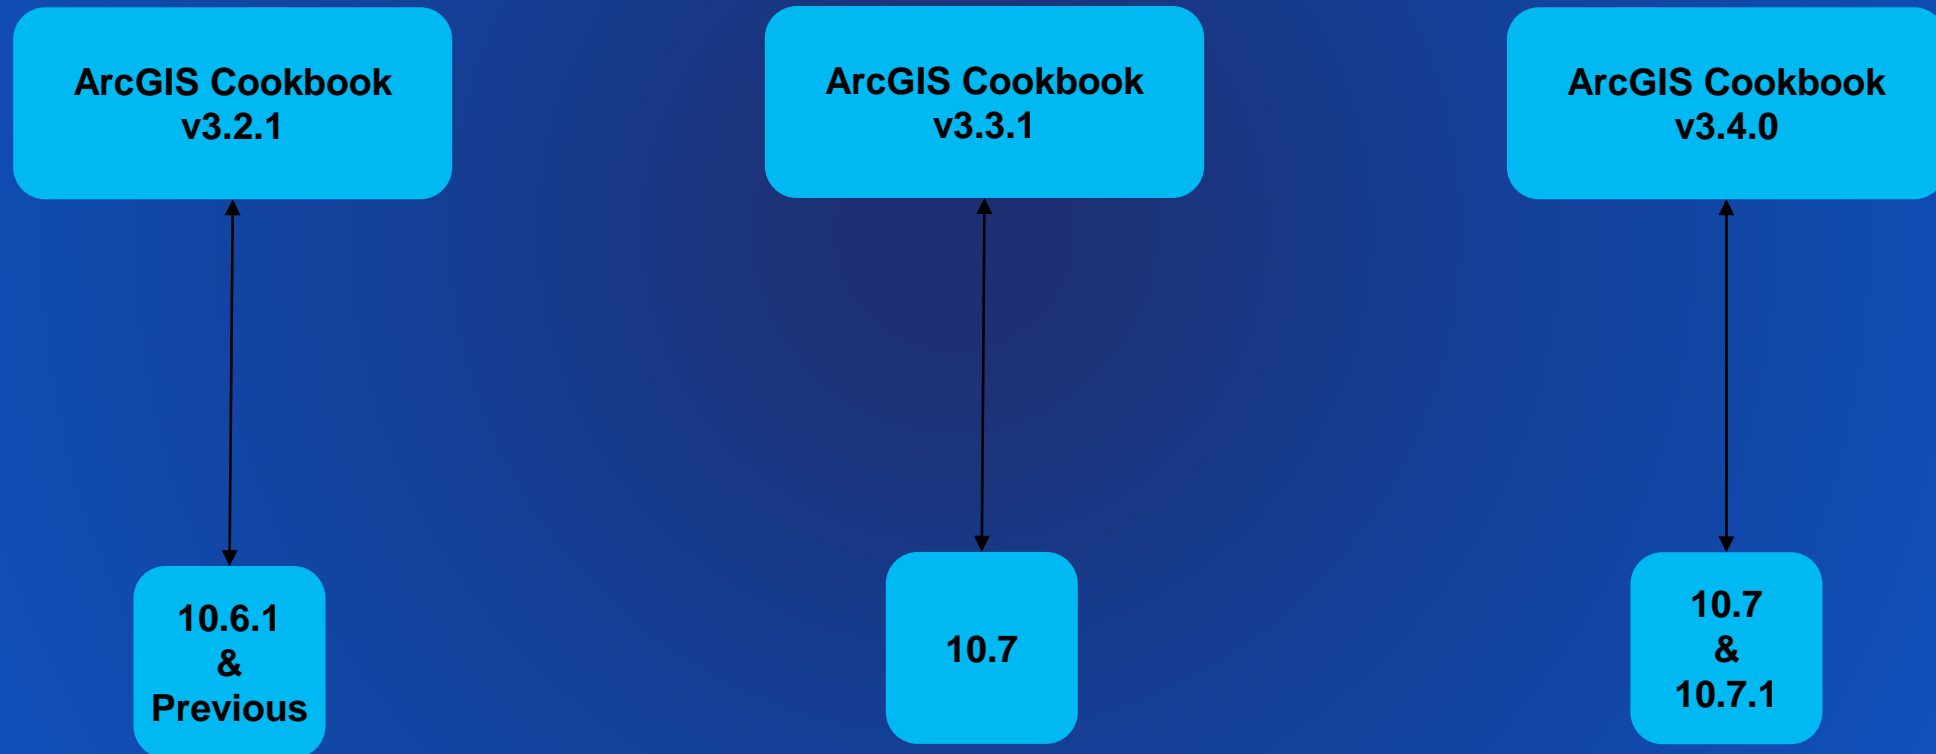 ArcGIS Cookbook
v3.2.1
ArcGIS Cookbook
v3.3.1
ArcGIS Cookbook
v3.4.0
10.6.1
&
Previous
10.7
10.7
&
10.7.1